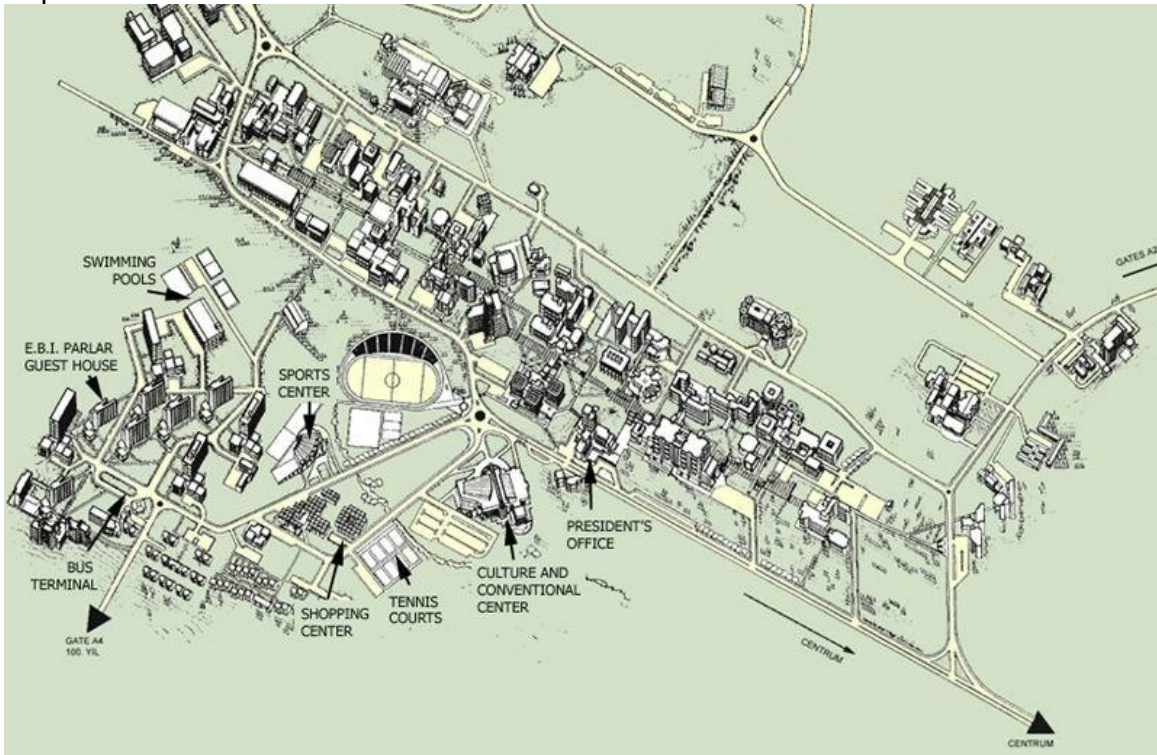 GATES A2
SWIMMING
POOLS
E.B.I. PARLAR
GUEST HOUSE
SPORTS
CENTER
PRESIDENT'S
OFFICE
BUS
TERMINAL
CULTURE AND
CONVENTIONAL
CENTER
TENNIS
COURTS
SHOPPING
CENTER
GATE A4
100. YIL
CENTRUM
CENTRUM